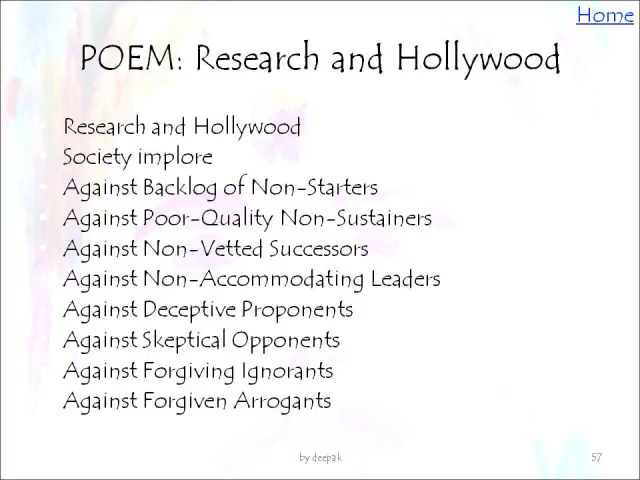 Home
POEM: Research and Hollywood
Research and Hollywood
Society implore
Against Backlog of Non-Starters
Against Poor-Quality Non-Sustainers
Against Non-Vetted Successors
Against Non-Accommodating Leaders
Against Deceptive Proponents
Against Skeptical Opponents
Against Forgiving Ignorants
Against Forgiven Arrogants
by deepak
57